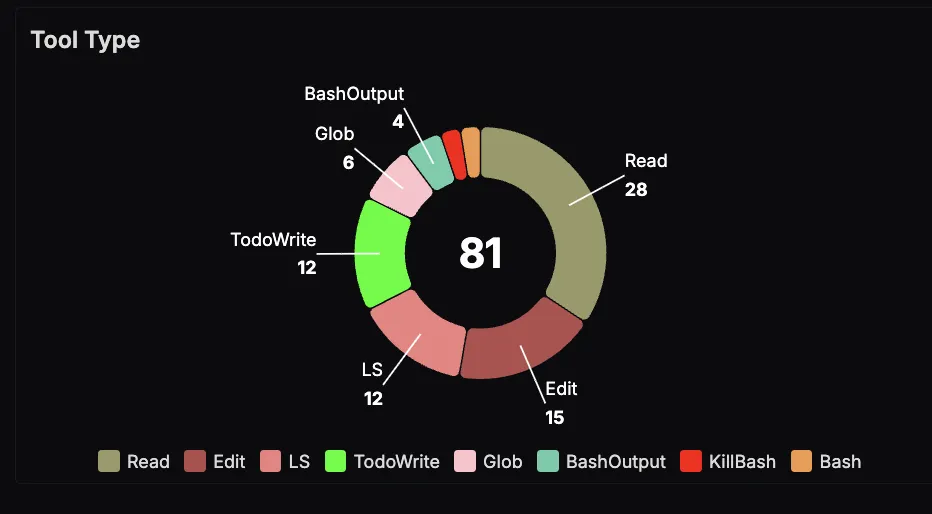 Tool Type
BashOutput
4
Glob
6
Read
28
TodoWrite
12
81
LS
12
Edit
15
Read Edit LS TodoWrite Glob BashOutput KillBash Bash